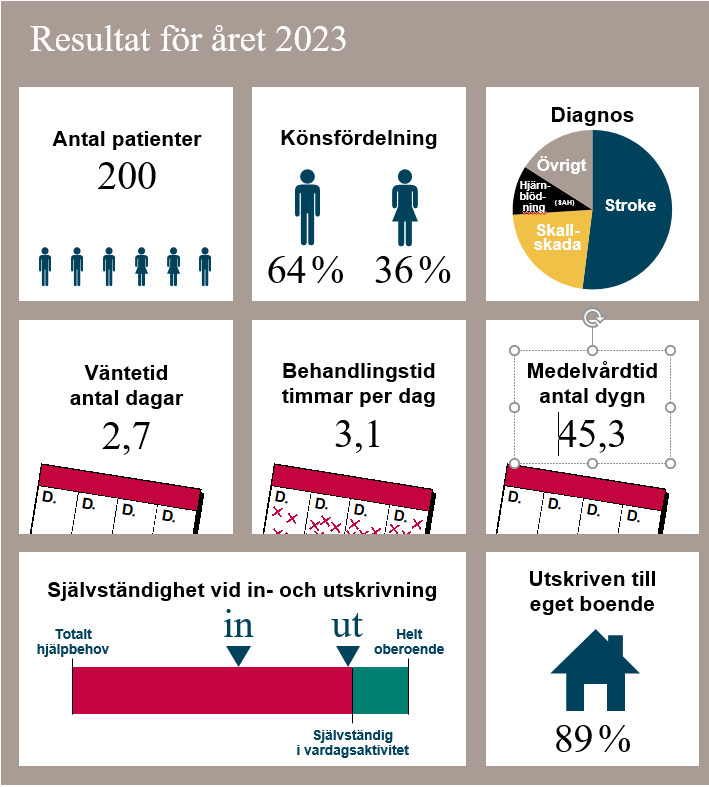 Resultat för året 2023
Antal patienter
200
Könsfördelning
64 %
36 %
Diagnos
Övrigt
Hjärn-
blöd-
ning
(SAH)
Stroke
Skall-
skada
Väntetid
antal dagar
2,7
D. D. D. D.
Behandlingstid
timmar per dag
3,1
D. D. D. D.
Medelvårdtid
antal dygn
45,3
D. D. D. D.
Självständighet vid in- och utskrivning
in
ut
Totalt
hjälpbehov
Helt
oberoende
Självständig
i vardagsaktivitet
Utskriven till
eget boende
89 %